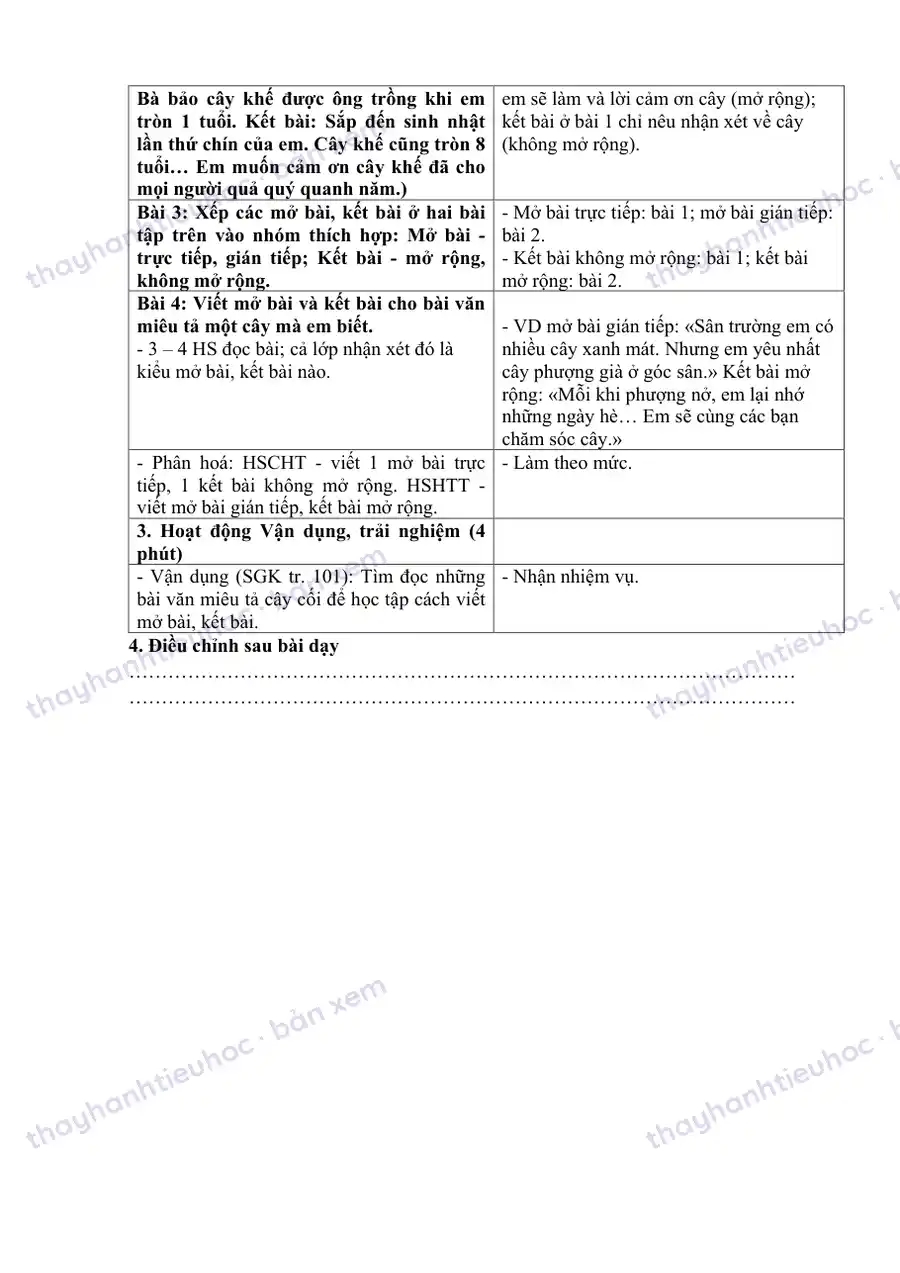 Bà bảo cây khế được ông trồng khi em
tròn 1 tuổi. Kết bài: Sắp đến sinh nhật
lần thứ chín của em. Cây khế cũng tròn 8
tuổi… Em muốn cảm ơn cây khế đã cho
mọi người quả quý quanh năm.)
em sẽ làm và lời cảm ơn cây (mở rộng);
kết bài ở bài 1 chỉ nêu nhận xét về cây
(không mở rộng).
Bài 3: Xếp các mở bài, kết bài ở hai bài
tập trên vào nhóm thích hợp: Mở bài -
trực tiếp, gián tiếp; Kết bài - mở rộng,
không mở rộng.
- Mở bài trực tiếp: bài 1; mở bài gián tiếp:
bài 2.
- Kết bài không mở rộng: bài 1; kết bài
mở rộng: bài 2.
Bài 4: Viết mở bài và kết bài cho bài văn
miêu tả một cây mà em biết.
- 3 – 4 HS đọc bài; cả lớp nhận xét đó là
kiểu mở bài, kết bài nào.
- VD mở bài gián tiếp: «Sân trường em có
nhiều cây xanh mát. Nhưng em yêu nhất
cây phượng già ở góc sân.» Kết bài mở
rộng: «Mỗi khi phượng nở, em lại nhớ
những ngày hè… Em sẽ cùng các bạn
chăm sóc cây.»
- Phân hoá: HSCHT - viết 1 mở bài trực
tiếp, 1 kết bài không mở rộng. HSHTT -
viết mở bài gián tiếp, kết bài mở rộng.
- Làm theo mức.
3. Hoạt động Vận dụng, trải nghiệm (4
phút)
- Vận dụng (SGK tr. 101): Tìm đọc những
bài văn miêu tả cây cối để học tập cách viết
mở bài, kết bài.
- Nhận nhiệm vụ.
4. Điều chỉnh sau bài dạy
thayhanhtieuhoc · bản xem
thayhanhtieuhoc · b
thayhanhtieuhoc · bản xem
thayhanhtieuhoc · b
thayhanhtieuhoc · bản xem
thayhanhtieuhoc · b